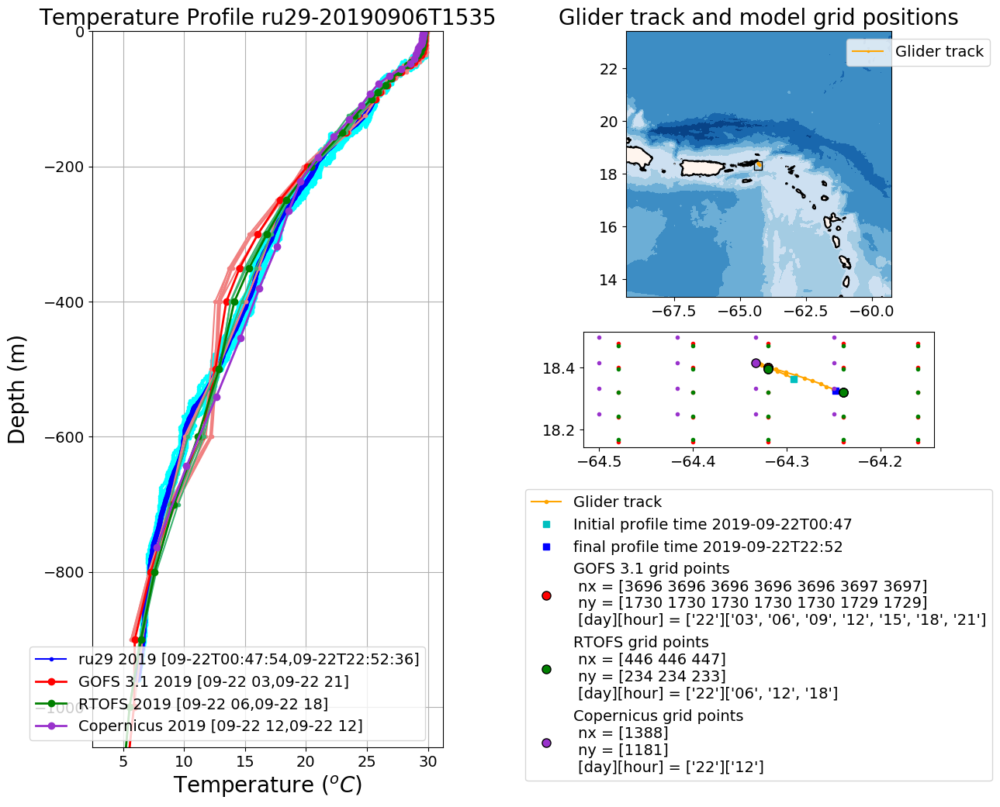 Temperature Profile ru29-20190906T1535
0
−200
−400
−600
−800
−1000
Depth (m)
5
10
15
20
25
30
Temperature (°C)
ru29 2019 [09-22T00:47:54,09-22T22:52:36]
GOFS 3.1 2019 [09-22 03,09-22 21]
RTOFS 2019 [09-22 06,09-22 18]
Copernicus 2019 [09-22 12,09-22 12]
Glider track and model grid positions
Glider track
22
20
18
16
14
−67.5
−65.0
−62.5
−60.0
18.4
18.2
−64.5
−64.4
−64.3
−64.2
Glider track
Initial profile time 2019-09-22T00:47
final profile time 2019-09-22T22:52
GOFS 3.1 grid points
nx = [3696 3696 3696 3696 3696 3697 3697]
ny = [1730 1730 1730 1730 1730 1729 1729]
[day][hour] = ['22']['03', '06', '09', '12', '15', '18', '21']
RTOFS grid points
nx = [446 446 447]
ny = [234 234 233]
[day][hour] = ['22']['06', '12', '18']
Copernicus grid points
nx = [1388]
ny = [1181]
[day][hour] = ['22']['12']